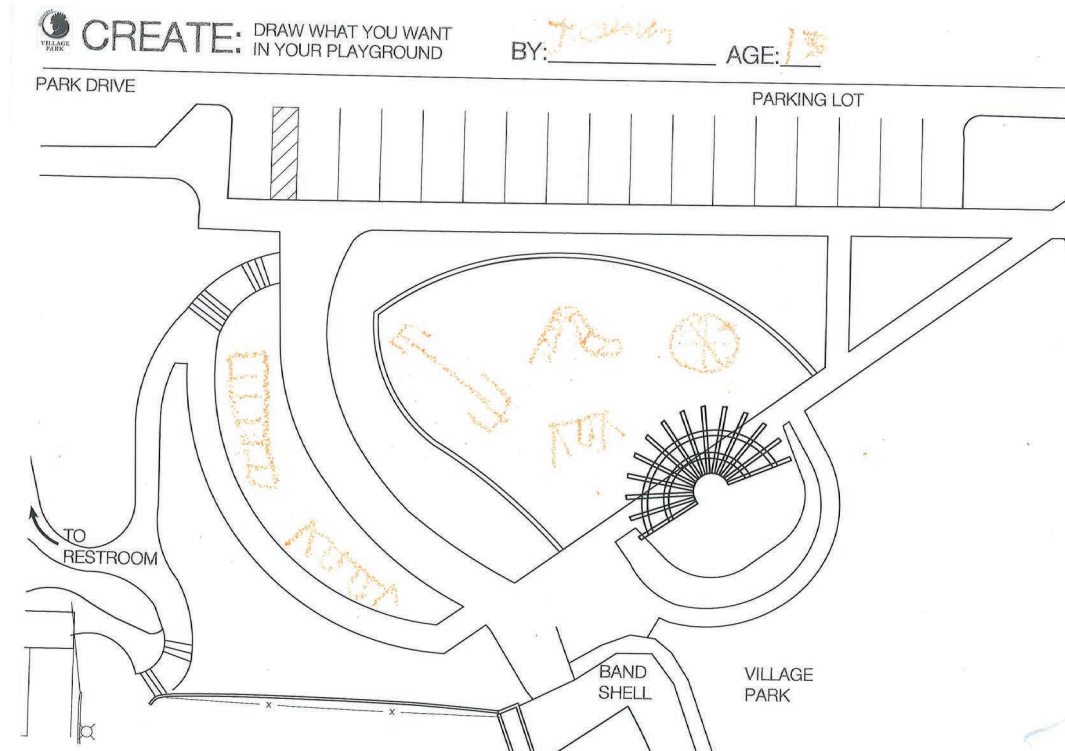 VILLAGE
PARK
CREATE:
DRAW WHAT YOU WANT
IN YOUR PLAYGROUND
BY:
AGE:
PARK DRIVE
PARKING LOT
TO
RESTROOM
x x
BAND
SHELL
VILLAGE
PARK